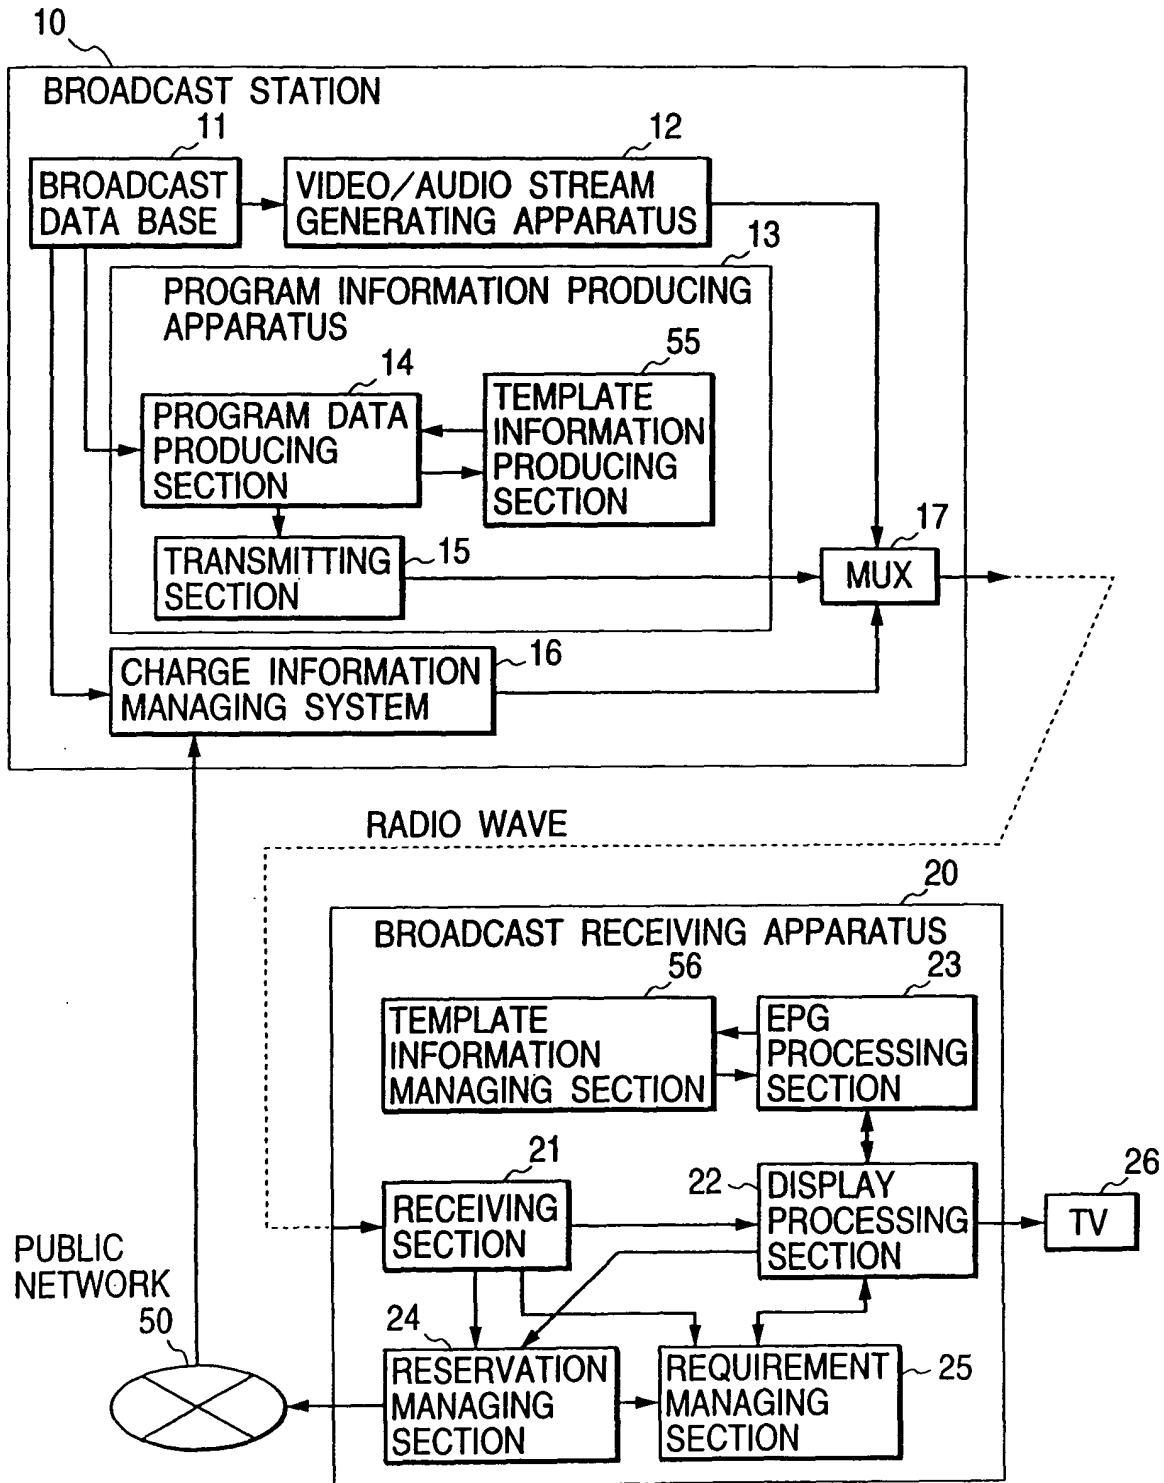 10
BROADCAST STATION
11
BROADCAST
DATA BASE
12
VIDEO/AUDIO STREAM
GENERATING APPARATUS
13
PROGRAM INFORMATION PRODUCING
APPARATUS
14
PROGRAM DATA
PRODUCING
SECTION
55
TEMPLATE
INFORMATION
PRODUCING
SECTION
TRANSMITTING
SECTION
15
17
MUX
16
CHARGE INFORMATION
MANAGING SYSTEM
RADIO WAVE
20
BROADCAST RECEIVING APPARATUS
56
TEMPLATE
INFORMATION
MANAGING SECTION
23
EPG
PROCESSING
SECTION
21
RECEIVING
SECTION
22
DISPLAY
PROCESSING
SECTION
26
TV
PUBLIC
NETWORK
50
24
RESERVATION
MANAGING
SECTION
REQUIREMENT
MANAGING
SECTION
25